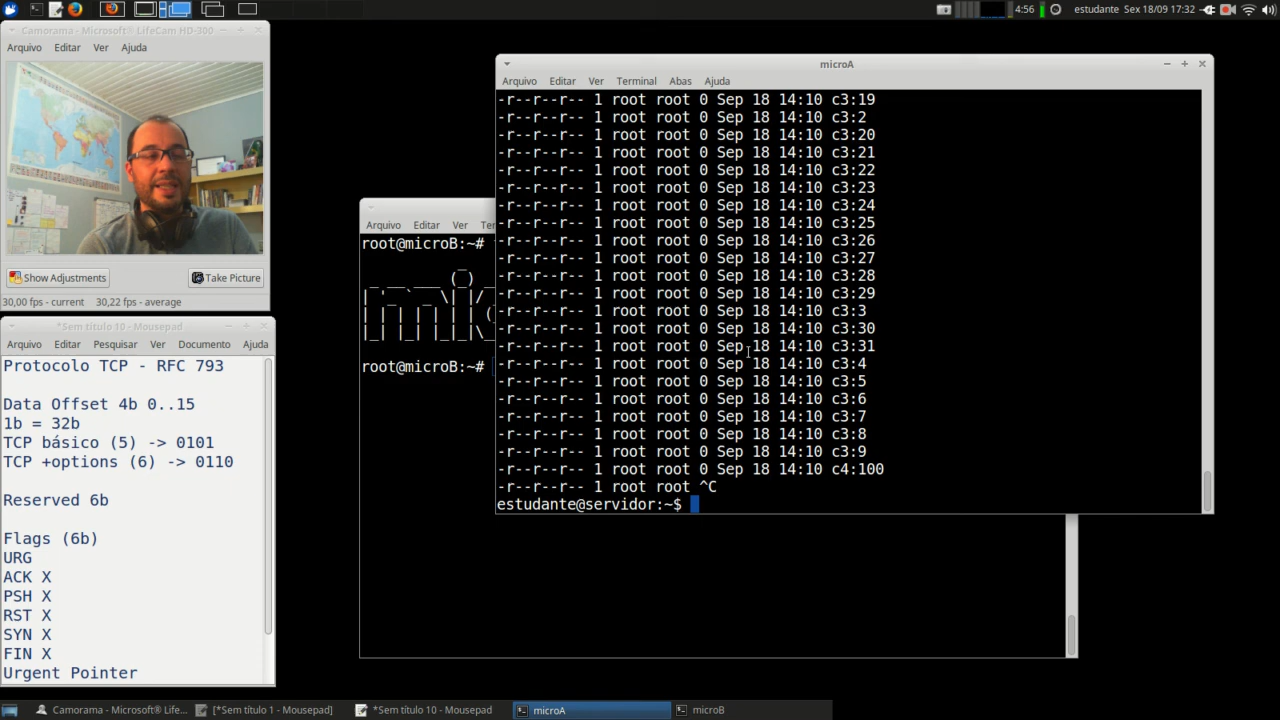 4:56 estudante Sex 18/09 17:32
Camorama - Microsoft® LifeCam HD-300
Arquivo Editar Ver Ajuda
Show Adjustments Take Picture
30,00 fps - current 30,22 fps - average
*Sem título 10 - Mousepad
Arquivo Editar Pesquisar Ver Documento Ajuda
Protocolo TCP - RFC 793
Data Offset 4b 0..15
1b = 32b
TCP básico (5) -> 0101
TCP +options (6) -> 0110
Reserved 6b
Flags (6b)
URG
ACK X
PSH X
RST X
SYN X
FIN X
Urgent Pointer
Arquivo Editar Ver Ter
root@microB:~#
root@microB:~#
microA
Arquivo Editar Ver Terminal Abas Ajuda
-r--r--r-- 1 root root 0 Sep 18 14:10 c3:19
-r--r--r-- 1 root root 0 Sep 18 14:10 c3:2
-r--r--r-- 1 root root 0 Sep 18 14:10 c3:20
-r--r--r-- 1 root root 0 Sep 18 14:10 c3:21
-r--r--r-- 1 root root 0 Sep 18 14:10 c3:22
-r--r--r-- 1 root root 0 Sep 18 14:10 c3:23
-r--r--r-- 1 root root 0 Sep 18 14:10 c3:24
-r--r--r-- 1 root root 0 Sep 18 14:10 c3:25
-r--r--r-- 1 root root 0 Sep 18 14:10 c3:26
-r--r--r-- 1 root root 0 Sep 18 14:10 c3:27
-r--r--r-- 1 root root 0 Sep 18 14:10 c3:28
-r--r--r-- 1 root root 0 Sep 18 14:10 c3:29
-r--r--r-- 1 root root 0 Sep 18 14:10 c3:3
-r--r--r-- 1 root root 0 Sep 18 14:10 c3:30
-r--r--r-- 1 root root 0 Sep 18 14:10 c3:31
-r--r--r-- 1 root root 0 Sep 18 14:10 c3:4
-r--r--r-- 1 root root 0 Sep 18 14:10 c3:5
-r--r--r-- 1 root root 0 Sep 18 14:10 c3:6
-r--r--r-- 1 root root 0 Sep 18 14:10 c3:7
-r--r--r-- 1 root root 0 Sep 18 14:10 c3:8
-r--r--r-- 1 root root 0 Sep 18 14:10 c3:9
-r--r--r-- 1 root root 0 Sep 18 14:10 c4:100
-r--r--r-- 1 root root ^C
estudante@servidor:~$
Camorama - Microsoft® Life... [*Sem título 1 - Mousepad] *Sem título 10 - Mousepad microA microB